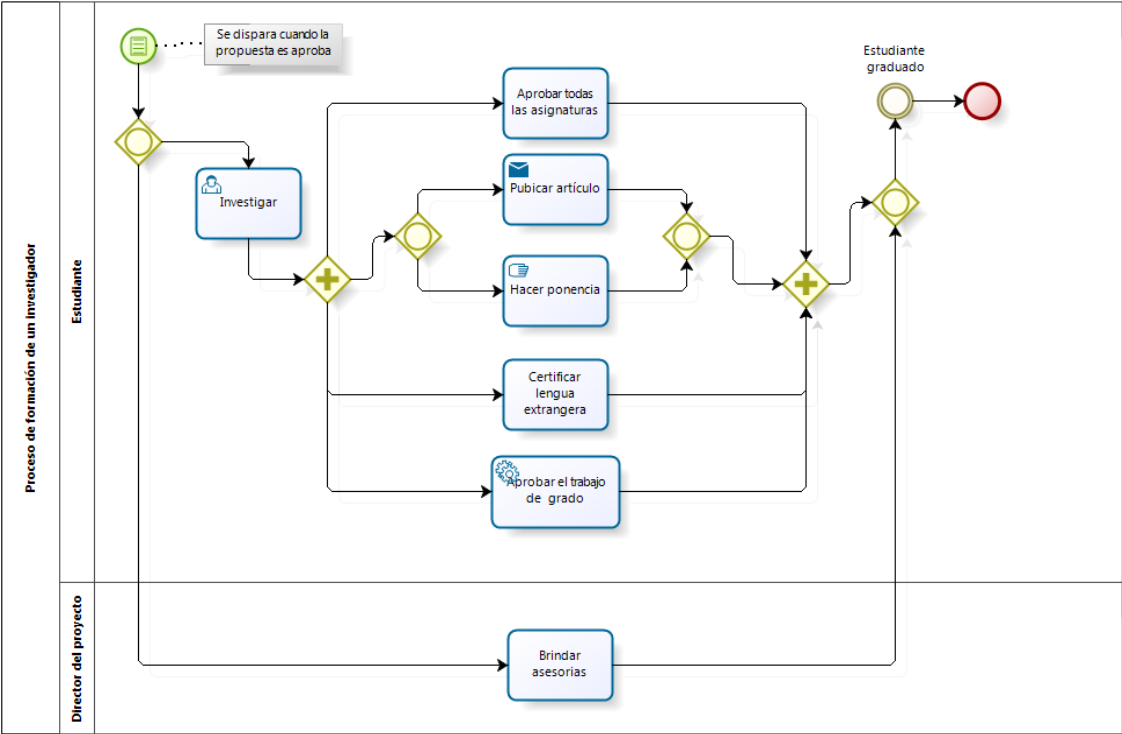 Proceso de formación de un investigador
Estudiante
Se dispara cuando la
propuesta es aproba
Estudiante
graduado
Aprobar todas
las asignaturas
Pubicar artículo
Investigar
Hacer ponencia
Certificar
lengua
extrangera
Aprobar el trabajo
de grado
Director del proyecto
Brindar
asesorias